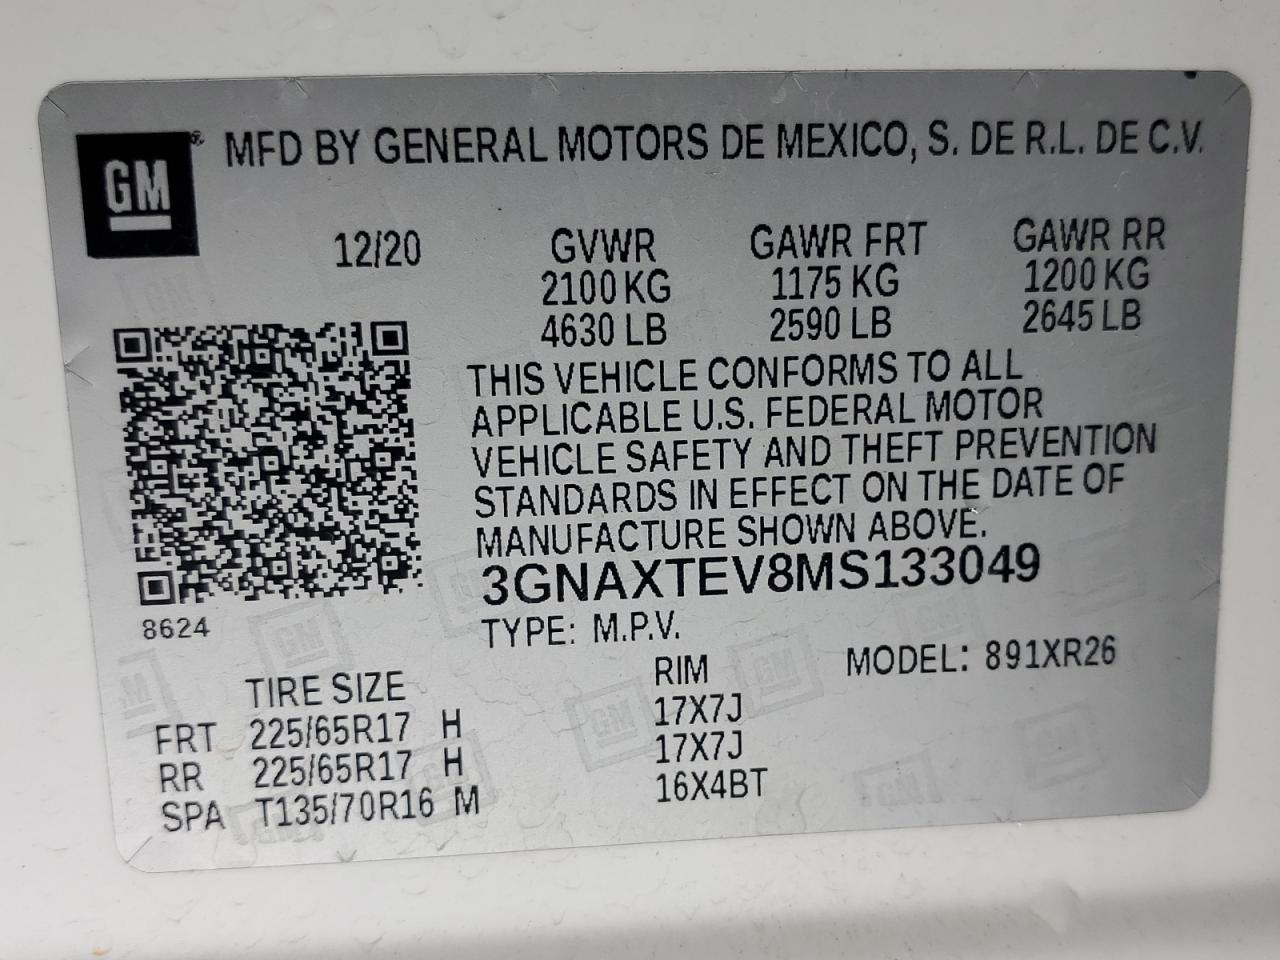 GM® MFD BY GENERAL MOTORS DE MEXICO, S. DE R.L. DE C.V.
12/20 GVWR GAWR FRT GAWR RR
2100 KG 1175 KG 1200 KG
4630 LB 2590 LB 2645 LB
THIS VEHICLE CONFORMS TO ALL
APPLICABLE U.S. FEDERAL MOTOR
VEHICLE SAFETY AND THEFT PREVENTION
STANDARDS IN EFFECT ON THE DATE OF
MANUFACTURE SHOWN ABOVE.
3GNAXTEV8MS133049
8624
TYPE: M.P.V.
MODEL: 891XR26
TIRE SIZE RIM
FRT 225/65R17 H 17X7J
RR 225/65R17 H 17X7J
SPA T135/70R16 M 16X4BT